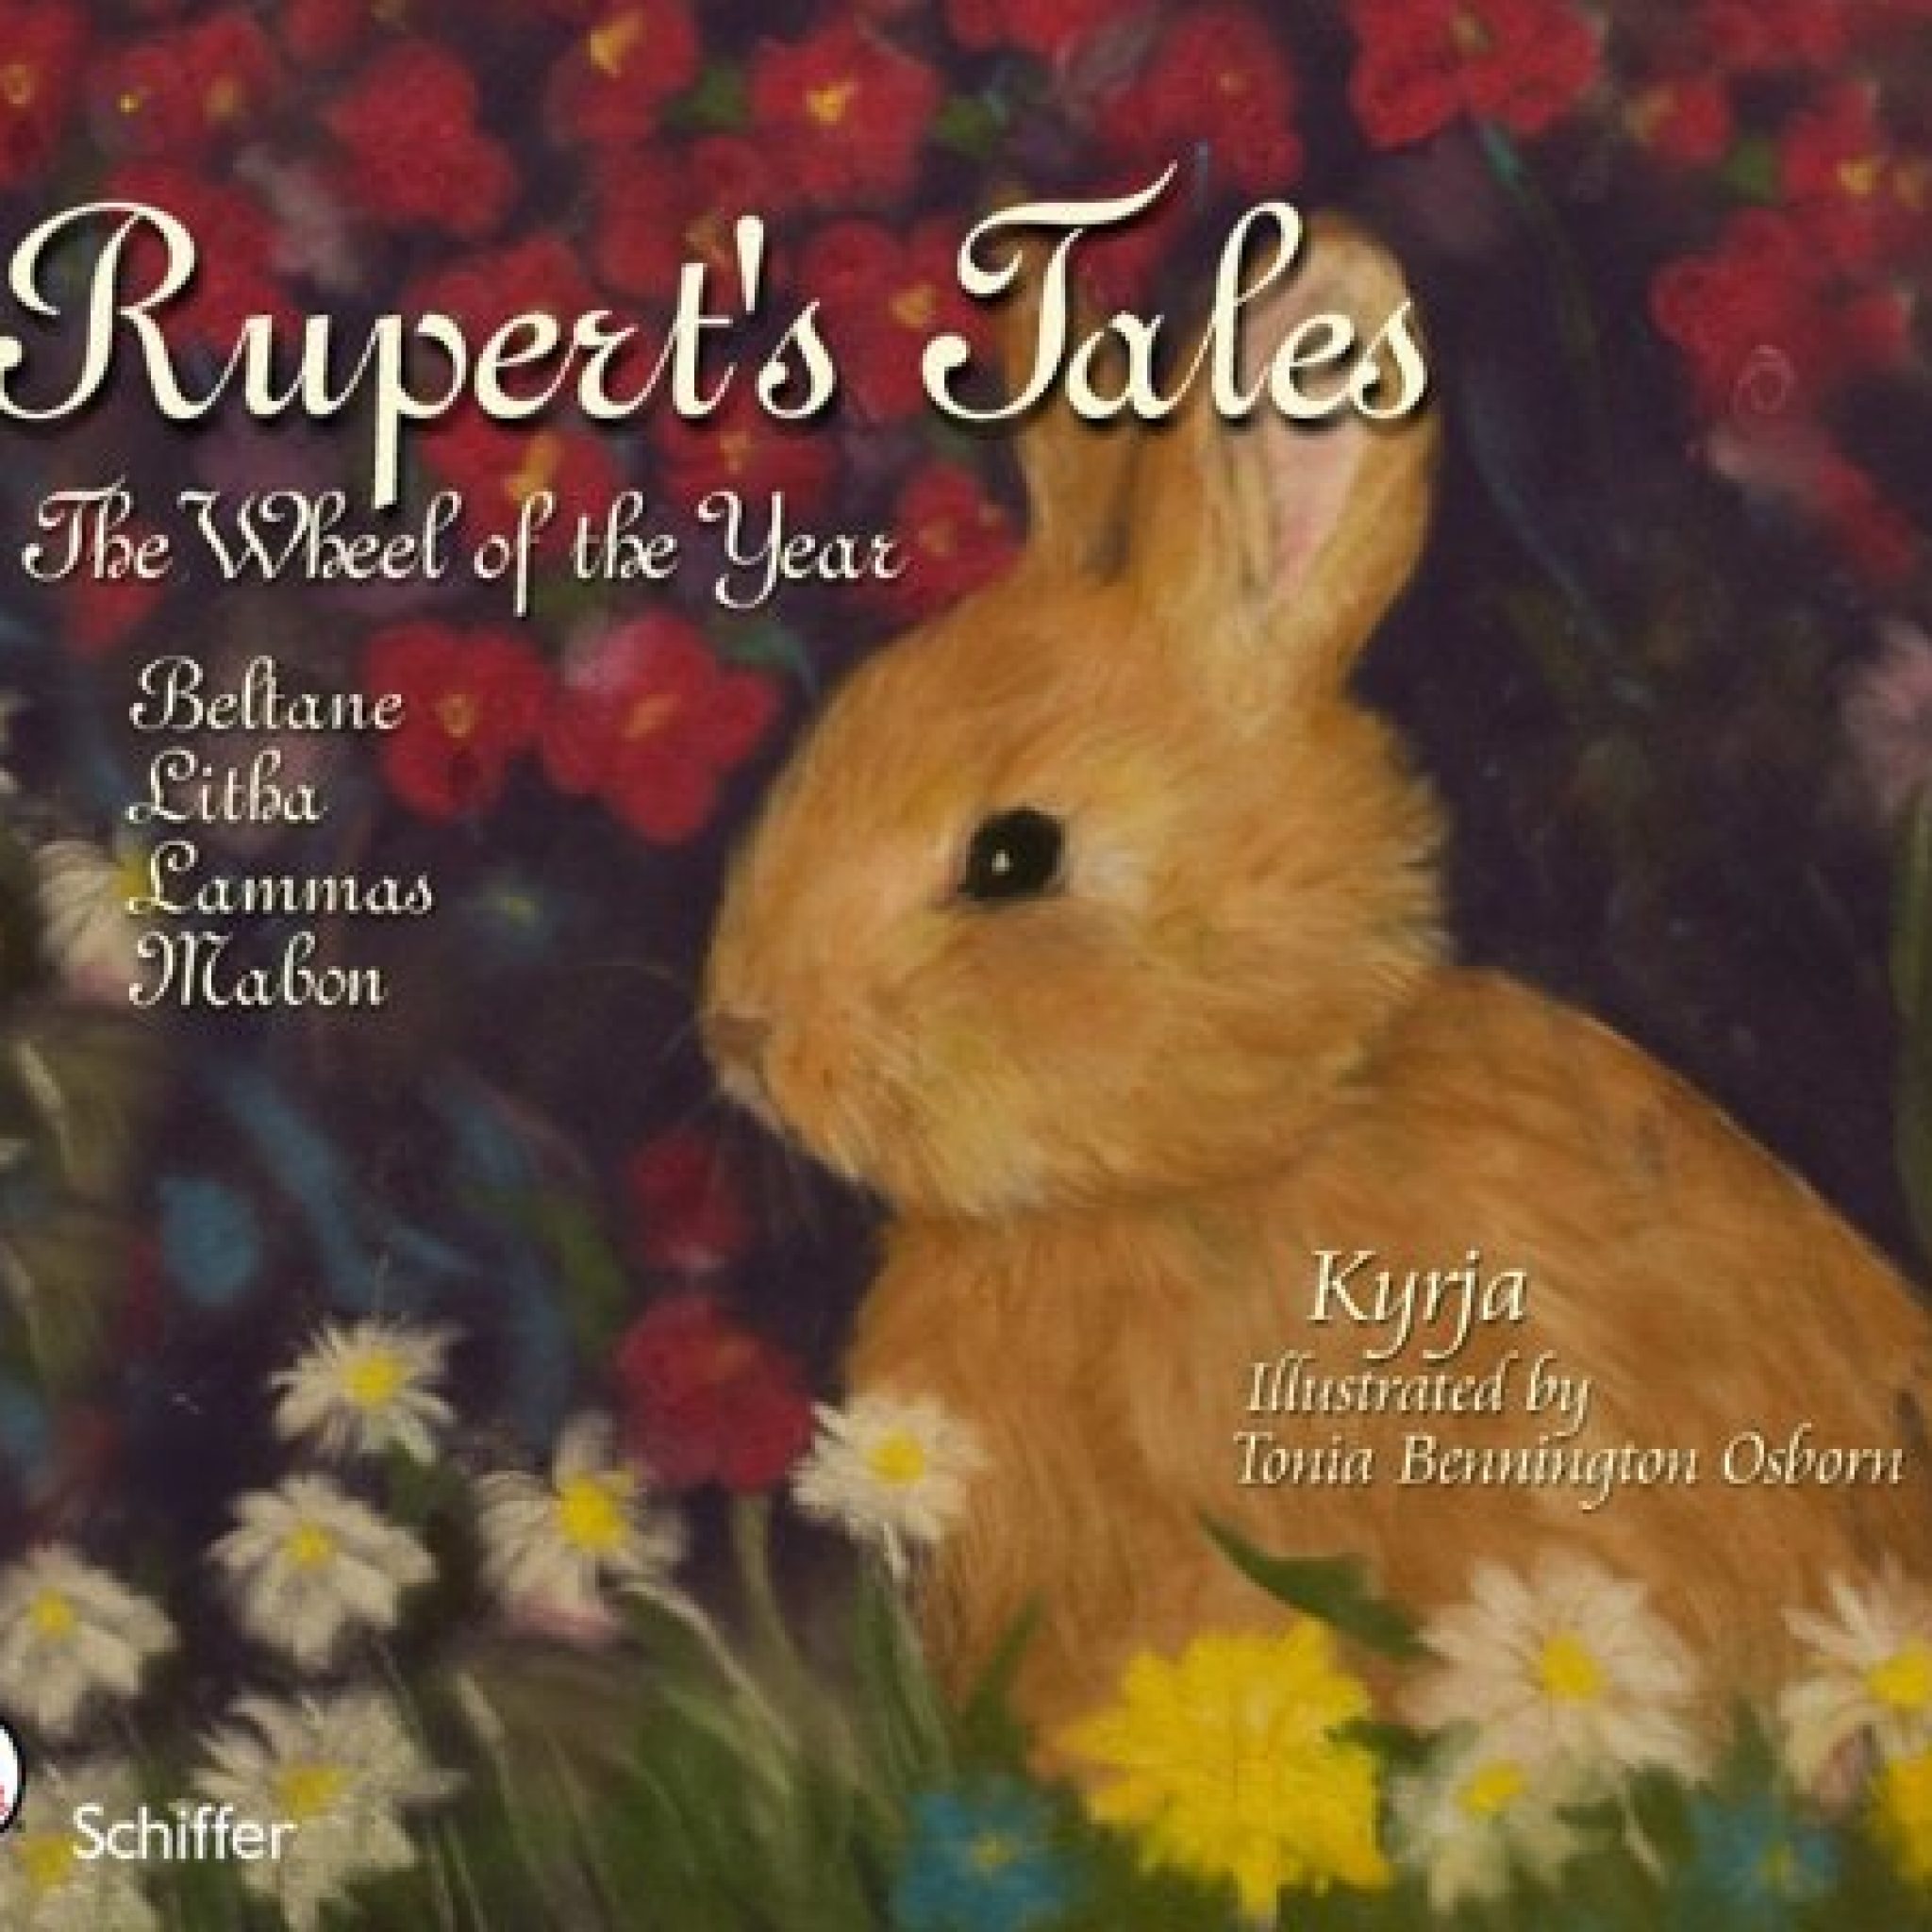 Rupert's Tales
The Wheel of the Year
Beltane
Litha
Lammas
Mabon
Kyrja
Illustrated by
Tonia Bennington Osborn
Schiffer